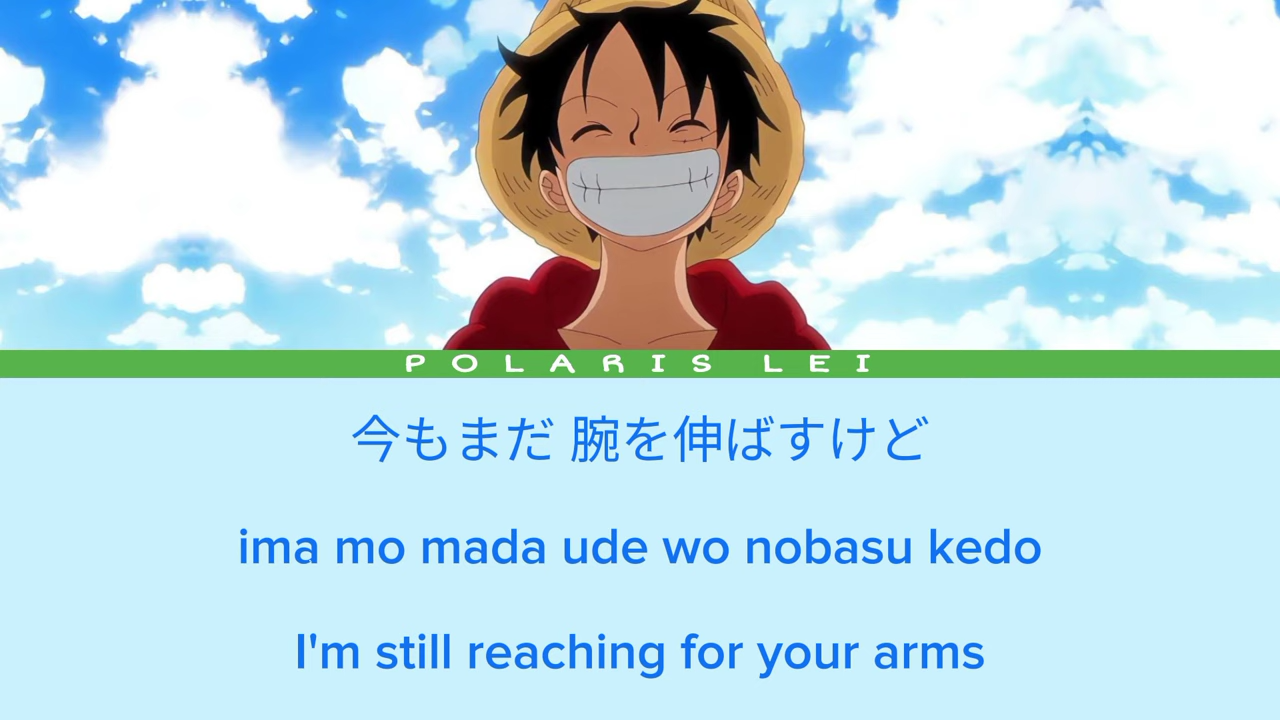 POLARIS LEI
今もまだ 腕を伸ばすけど
ima mo mada ude wo nobasu kedo
I'm still reaching for your arms